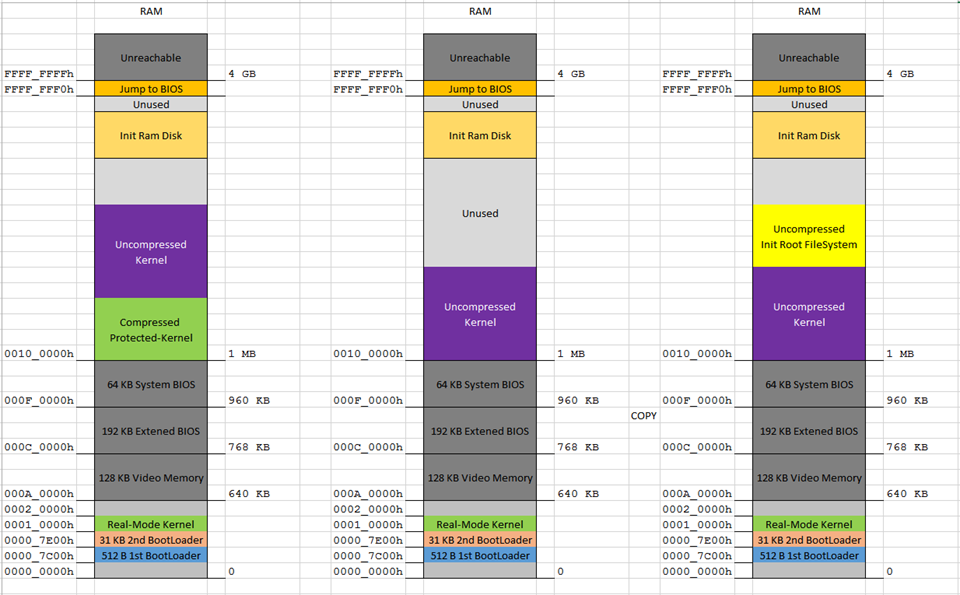 RAM RAM RAM
Unreachable Unreachable Unreachable
FFFF_FFFFh 4 GB FFFF_FFFFh 4 GB FFFF_FFFFh 4 GB
FFFF_FFF0h Jump to BIOS FFFF_FFF0h Jump to BIOS FFFF_FFF0h Jump to BIOS
Unused Unused Unused
Init Ram Disk Init Ram Disk Init Ram Disk
Unused
Uncompressed
Init Root FileSystem
Uncompressed
Kernel
Uncompressed Uncompressed
Kernel Kernel
Compressed
Protected-Kernel
0010_0000h 1 MB 0010_0000h 1 MB 0010_0000h 1 MB
64 KB System BIOS 64 KB System BIOS 64 KB System BIOS
000F_0000h 960 KB 000F_0000h 960 KB 000F_0000h 960 KB
COPY
192 KB Extened BIOS 192 KB Extened BIOS 192 KB Extened BIOS
000C_0000h 768 KB 000C_0000h 768 KB 000C_0000h 768 KB
128 KB Video Memory 128 KB Video Memory 128 KB Video Memory
000A_0000h 640 KB 000A_0000h 640 KB 000A_0000h 640 KB
0002_0000h 0002_0000h 0002_0000h
0001_0000h Real-Mode Kernel 0001_0000h Real-Mode Kernel 0001_0000h Real-Mode Kernel
0000_7E00h 31 KB 2nd BootLoader 0000_7E00h 31 KB 2nd BootLoader 0000_7E00h 31 KB 2nd BootLoader
0000_7C00h 512 B 1st BootLoader 0000_7C00h 512 B 1st BootLoader 0000_7C00h 512 B 1st BootLoader
0000_0000h 0 0000_0000h 0 0000_0000h 0